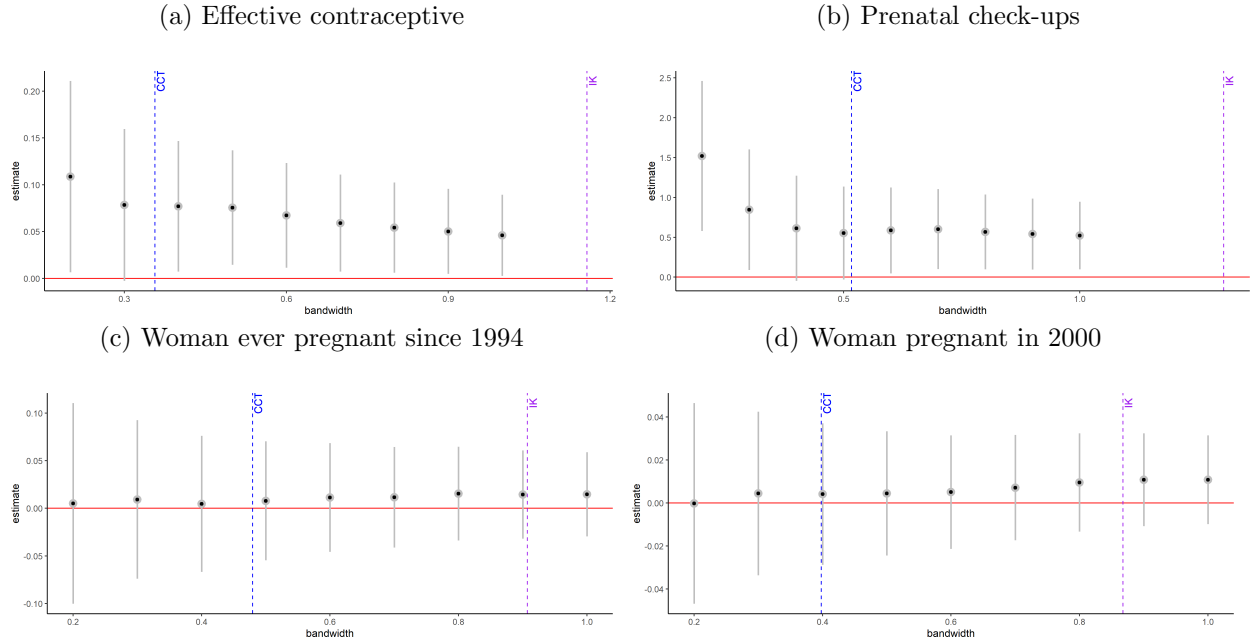 (a) Effective contraceptive
CCT
IK
0.20
0.15
0.10
0.05
0.00
estimate
0.3
0.6
0.9
1.2
bandwidth
(b) Prenatal check-ups
CCT
IK
2.5
2.0
1.5
1.0
0.5
0.0
estimate
0.5
1.0
bandwidth
(c) Woman ever pregnant since 1994
CCT
IK
0.10
0.05
0.00
-0.05
-0.10
estimate
0.2
0.4
0.6
0.8
1.0
bandwidth
(d) Woman pregnant in 2000
CCT
IK
0.04
0.02
0.00
-0.02
-0.04
estimate
0.2
0.4
0.6
0.8
1.0
bandwidth